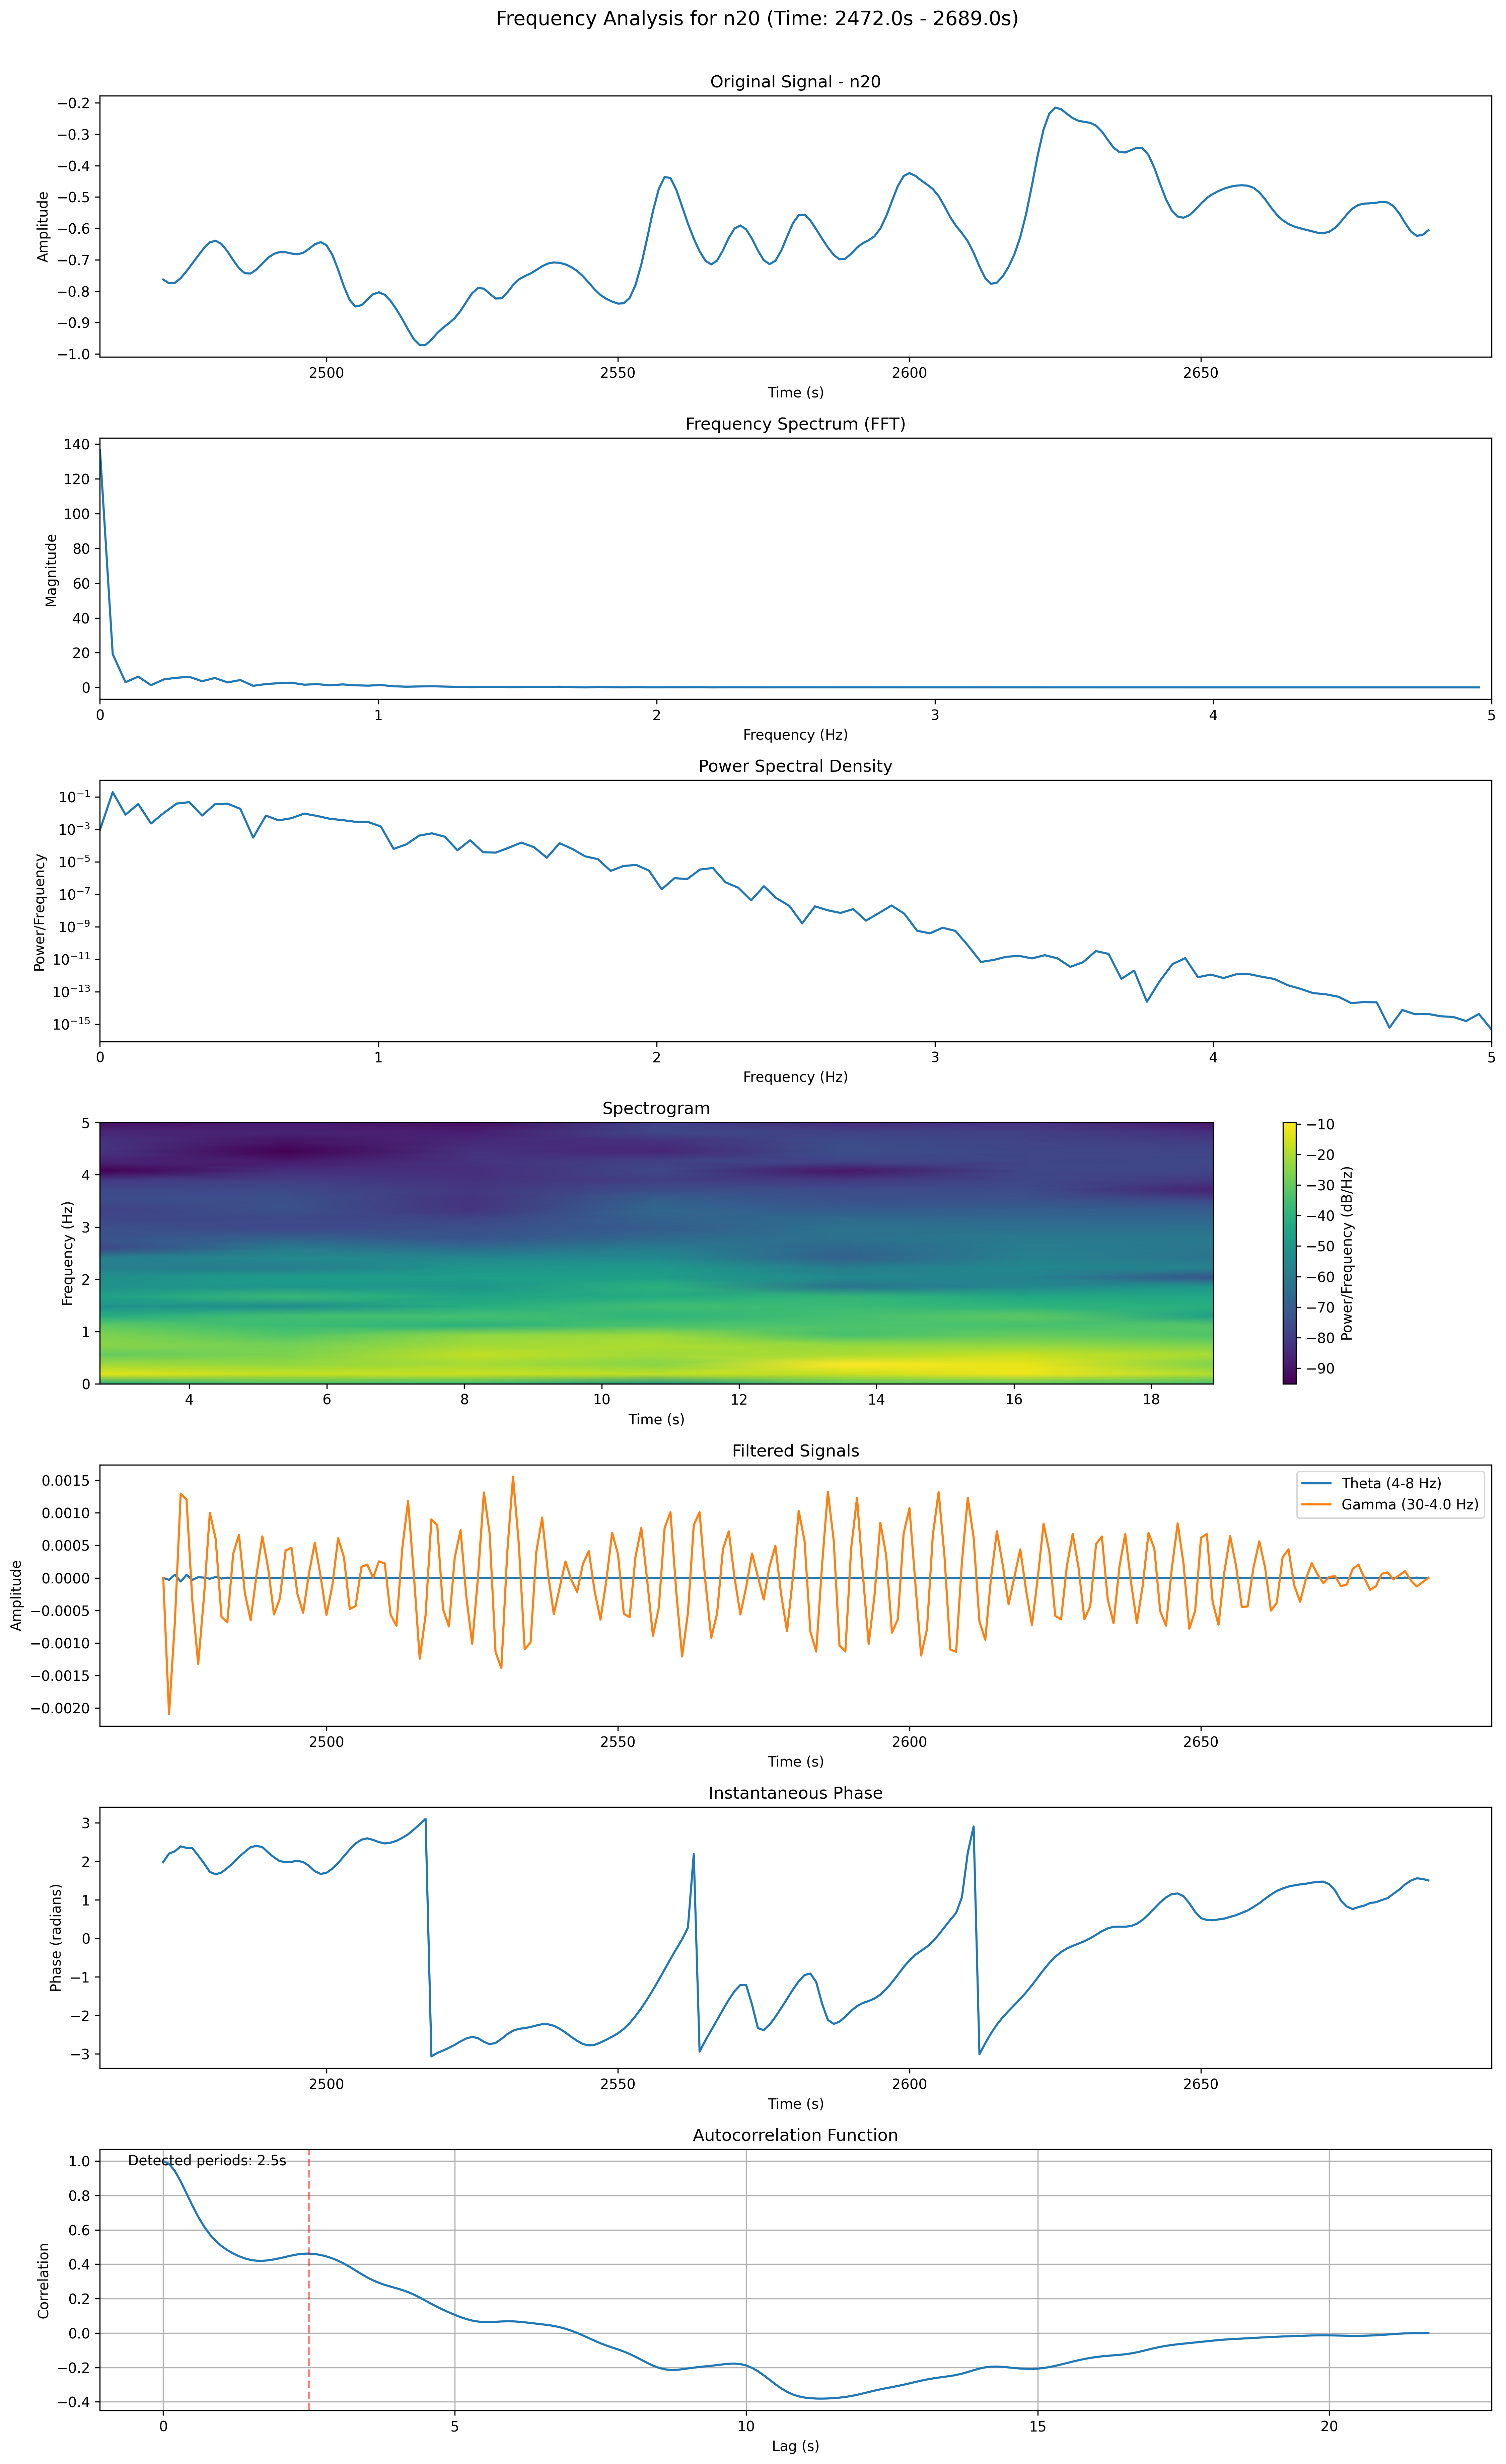 Frequency Analysis for n20 (Time: 2472.0s - 2689.0s)
Original Signal - n20
−0.2
−0.3
−0.4
−0.5
−0.6
−0.7
−0.8
−0.9
−1.0
Amplitude
2500 2550 2600 2650
Time (s)
Frequency Spectrum (FFT)
140
120
100
80
60
40
20
0
Magnitude
0 1 2 3 4 5
Frequency (Hz)
Power Spectral Density
10⁻¹
10⁻³
10⁻⁵
10⁻⁷
10⁻⁹
10⁻¹¹
10⁻¹³
10⁻¹⁵
Power/Frequency
0 1 2 3 4 5
Frequency (Hz)
Spectrogram
5
4
3
2
1
0
Frequency (Hz)
4 6 8 10 12 14 16 18
Time (s)
−10
−20
−30
−40
−50
−60
−70
−80
−90
Power/Frequency (dB/Hz)
Filtered Signals
0.0015
0.0010
0.0005
0.0000
−0.0005
−0.0010
−0.0015
−0.0020
Amplitude
Theta (4-8 Hz)
Gamma (30-4.0 Hz)
2500 2550 2600 2650
Time (s)
Instantaneous Phase
3
2
1
0
−1
−2
−3
Phase (radians)
2500 2550 2600 2650
Time (s)
Autocorrelation Function
Detected periods: 2.5s
1.0
0.8
0.6
0.4
0.2
0.0
−0.2
−0.4
Correlation
0 5 10 15 20
Lag (s)